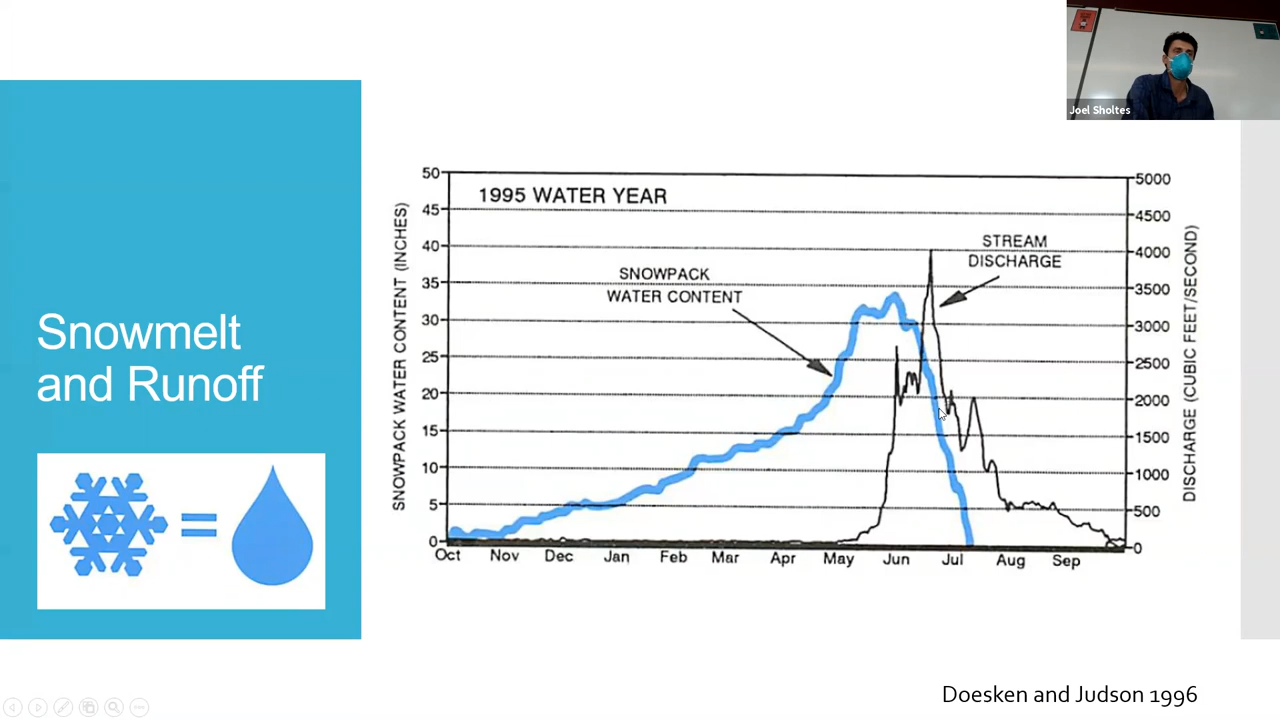 Joel Sholtes
Snowmelt
and Runoff
=
1995 WATER YEAR
SNOWPACK
WATER CONTENT
STREAM
DISCHARGE
SNOWPACK WATER CONTENT (INCHES)
50
45
40
35
30
25
20
15
10
5
0
DISCHARGE (CUBIC FEET/SECOND)
5000
4500
4000
3500
3000
2500
2000
1500
1000
500
0
Oct Nov Dec Jan Feb Mar Apr May Jun Jul Aug Sep
Doesken and Judson 1996